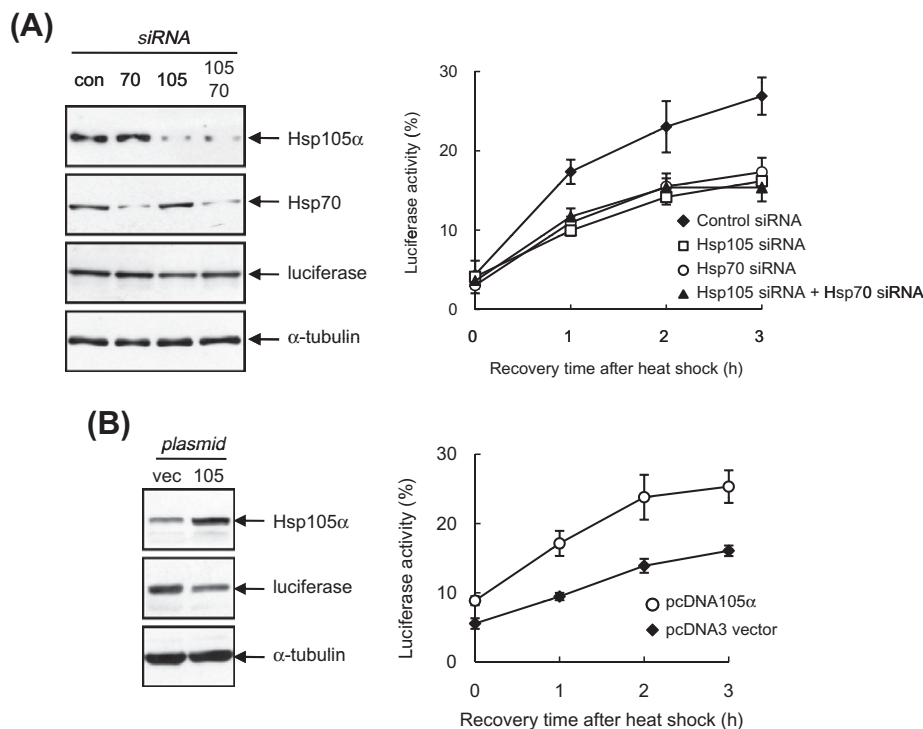 (A)
siRNA
con 70 105 105 70
Hsp105α
Hsp70
luciferase
α-tubulin
Luciferase activity (%)
30
20
10
0
0 1 2 3
Recovery time after heat shock (h)
Control siRNA
Hsp105 siRNA
Hsp70 siRNA
Hsp105 siRNA + Hsp70 siRNA
(B)
plasmid
vec 105
Hsp105α
luciferase
α-tubulin
Luciferase activity (%)
30
20
10
0
0 1 2 3
Recovery time after heat shock (h)
pcDNA105α
pcDNA3 vector